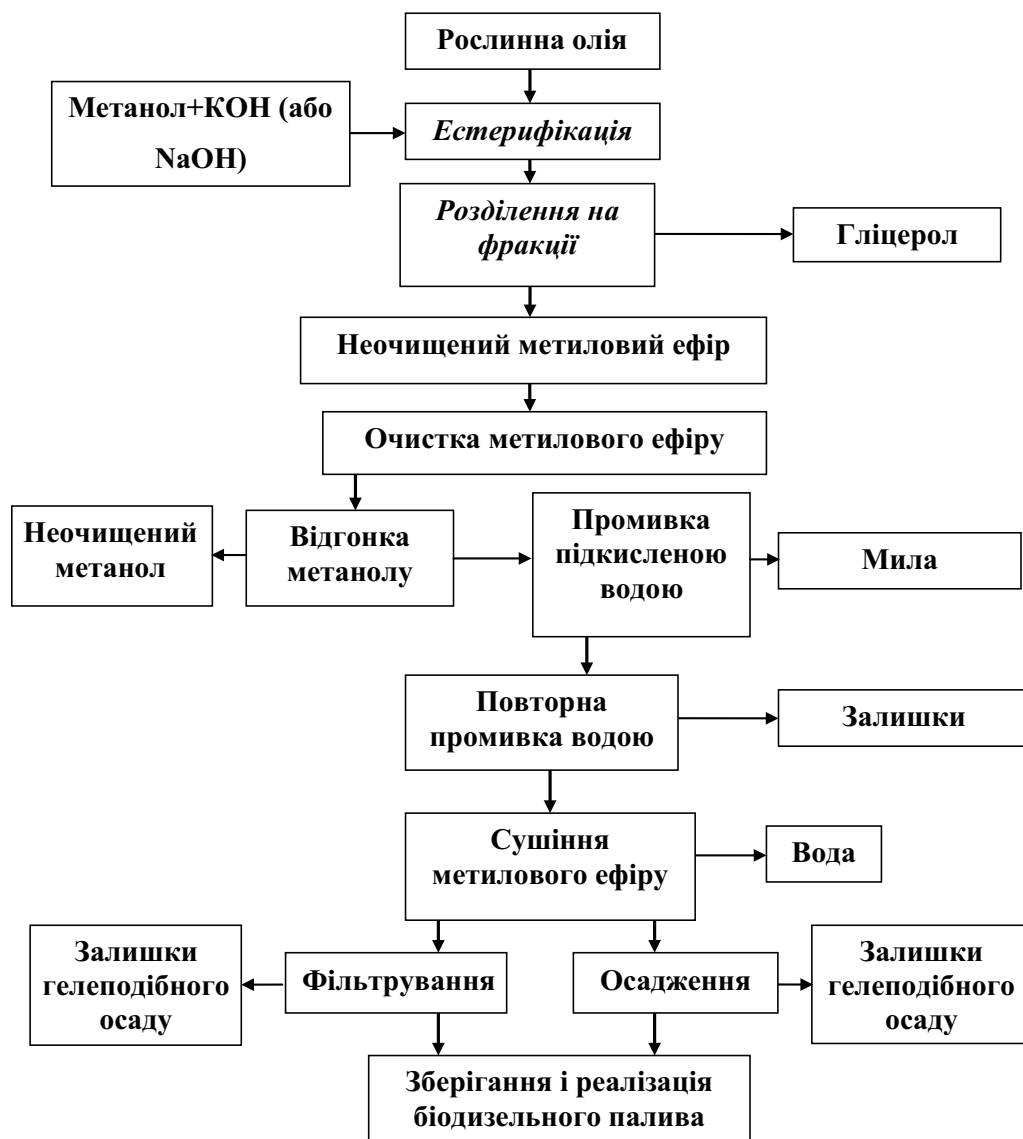 Рослинна олія
Метанол+КОН (або
NaOH)
Естерифікація
Розділення на
фракції
Гліцерол
Неочищений метиловий ефір
Очистка метилового ефіру
Неочищений
метанол
Відгонка
метанолу
Промивка
підкисленою
водою
Мила
Повторна
промивка водою
Залишки
Сушіння
метилового ефіру
Вода
Залишки
гелеподібного
осаду
Фільтрування
Осадження
Залишки
гелеподібного
осаду
Зберігання і реалізація
біодизельного палива